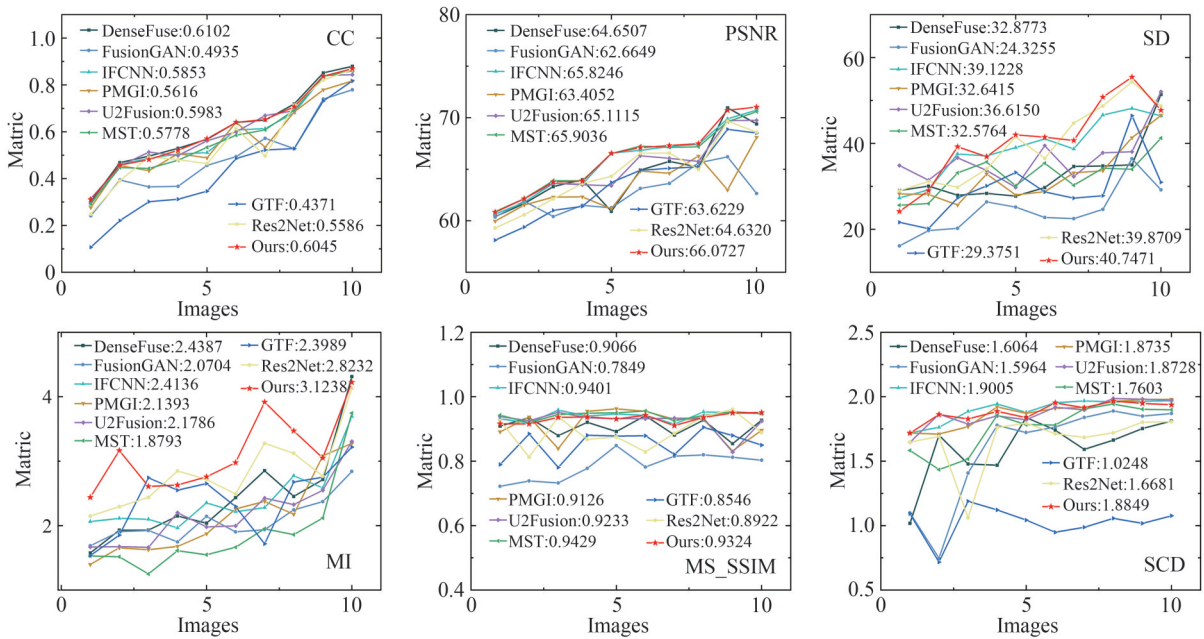 CC
DenseFuse:0.6102
FusionGAN:0.4935
IFCNN:0.5853
PMGI:0.5616
U2Fusion:0.5983
MST:0.5778
GTF:0.4371
Res2Net:0.5586
Ours:0.6045
Matric
1.0
0.8
0.6
0.4
0.2
0
0 5 10
Images
PSNR
DenseFuse:64.6507
FusionGAN:62.6649
IFCNN:65.8246
PMGI:63.4052
U2Fusion:65.1115
MST:65.9036
GTF:63.6229
Res2Net:64.6320
Ours:66.0727
Matric
80
75
70
65
60
55
0 5 10
Images
SD
DenseFuse:32.8773
FusionGAN:24.3255
IFCNN:39.1228
PMGI:32.6415
U2Fusion:36.6150
MST:32.5764
GTF:29.3751
Res2Net:39.8709
Ours:40.7471
Matric
60
40
20
0 5 10
Images
DenseFuse:2.4387
FusionGAN:2.0704
IFCNN:2.4136
PMGI:2.1393
U2Fusion:2.1786
MST:1.8793
GTF:2.3989
Res2Net:2.8232
Ours:3.1238
MI
Matric
4
2
0 5 10
Images
DenseFuse:0.9066
FusionGAN:0.7849
IFCNN:0.9401
PMGI:0.9126
U2Fusion:0.9233
MST:0.9429
GTF:0.8546
Res2Net:0.8922
Ours:0.9324
MS_SSIM
Matric
1.2
1.0
0.8
0.6
0.4
0 5 10
Images
DenseFuse:1.6064
FusionGAN:1.5964
IFCNN:1.9005
PMGI:1.8735
U2Fusion:1.8728
MST:1.7603
GTF:1.0248
Res2Net:1.6681
Ours:1.8849
SCD
Matric
2.5
2.0
1.5
1.0
0.5
0 5 10
Images